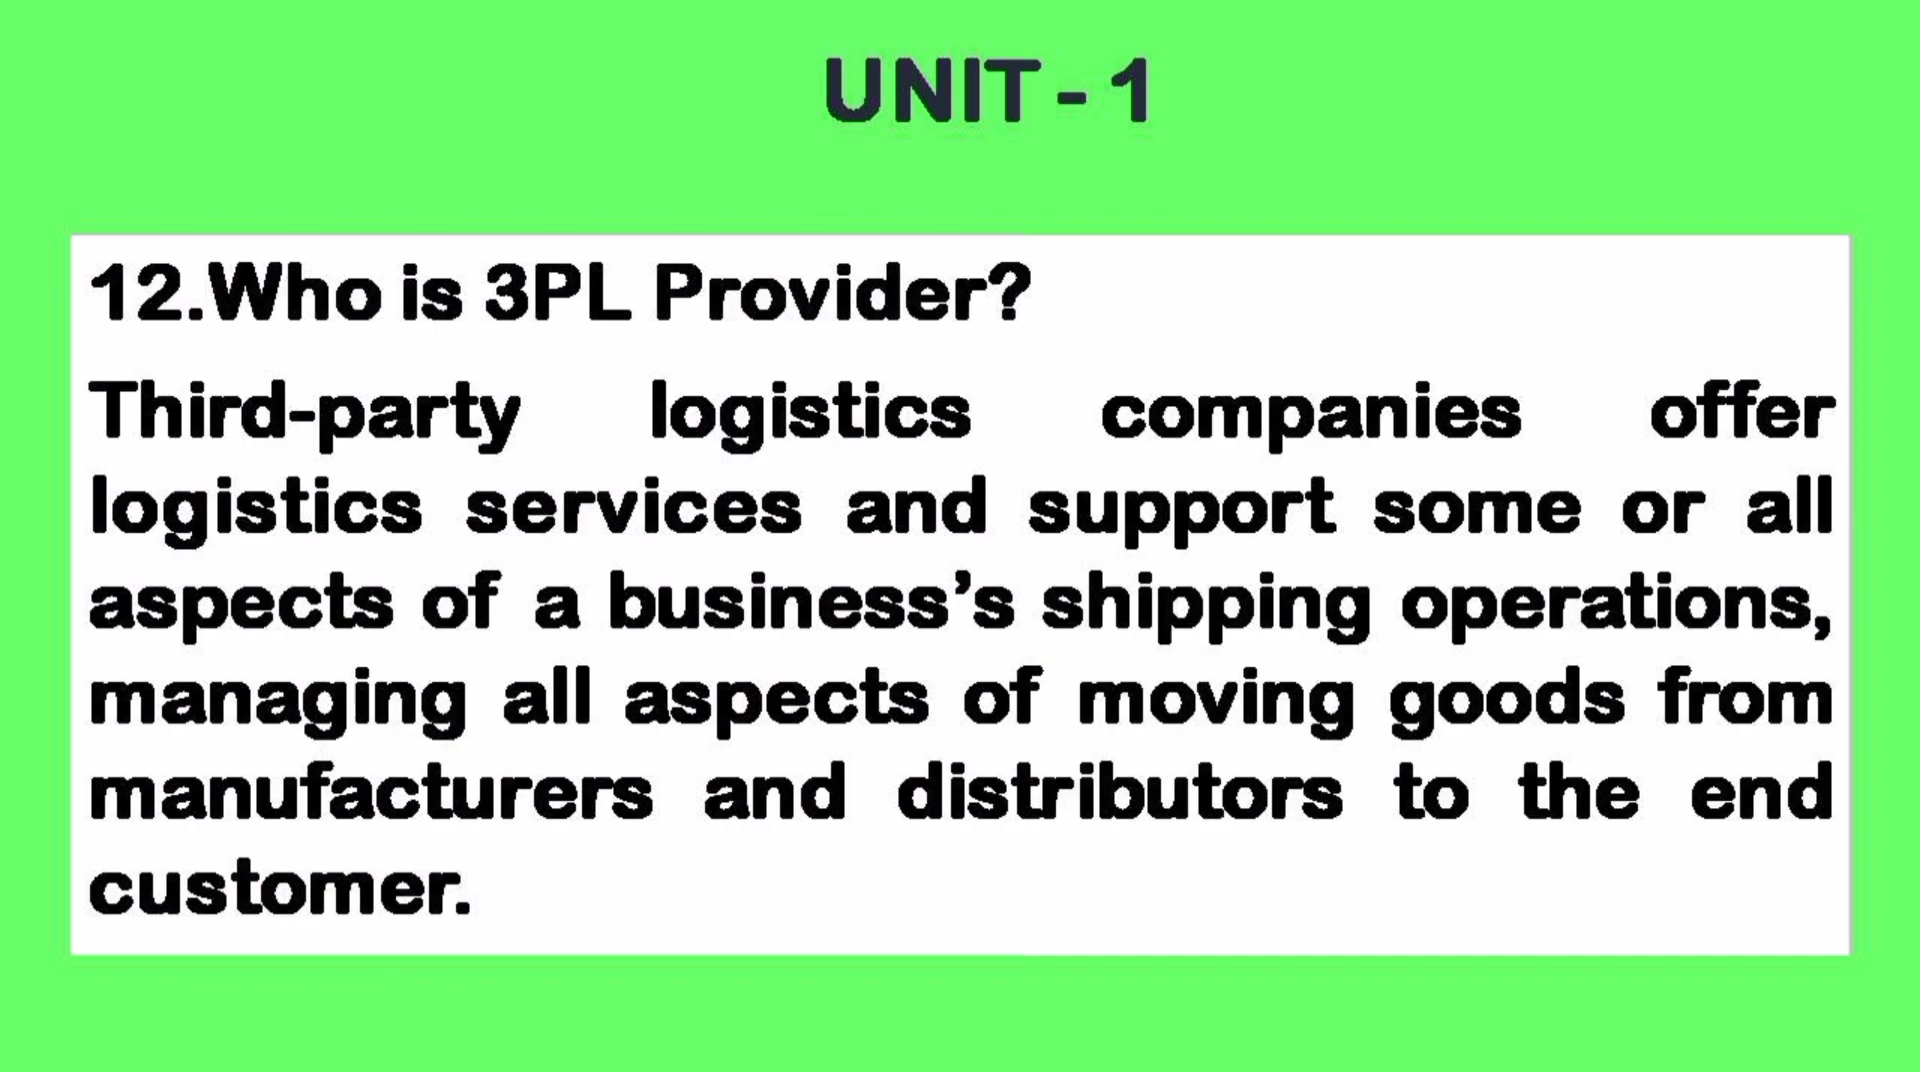 UNIT - 1
12.Who is 3PL Provider?
Third-party logistics companies offer
logistics services and support some or all
aspects of a business’s shipping operations,
managing all aspects of moving goods from
manufacturers and distributors to the end
customer.